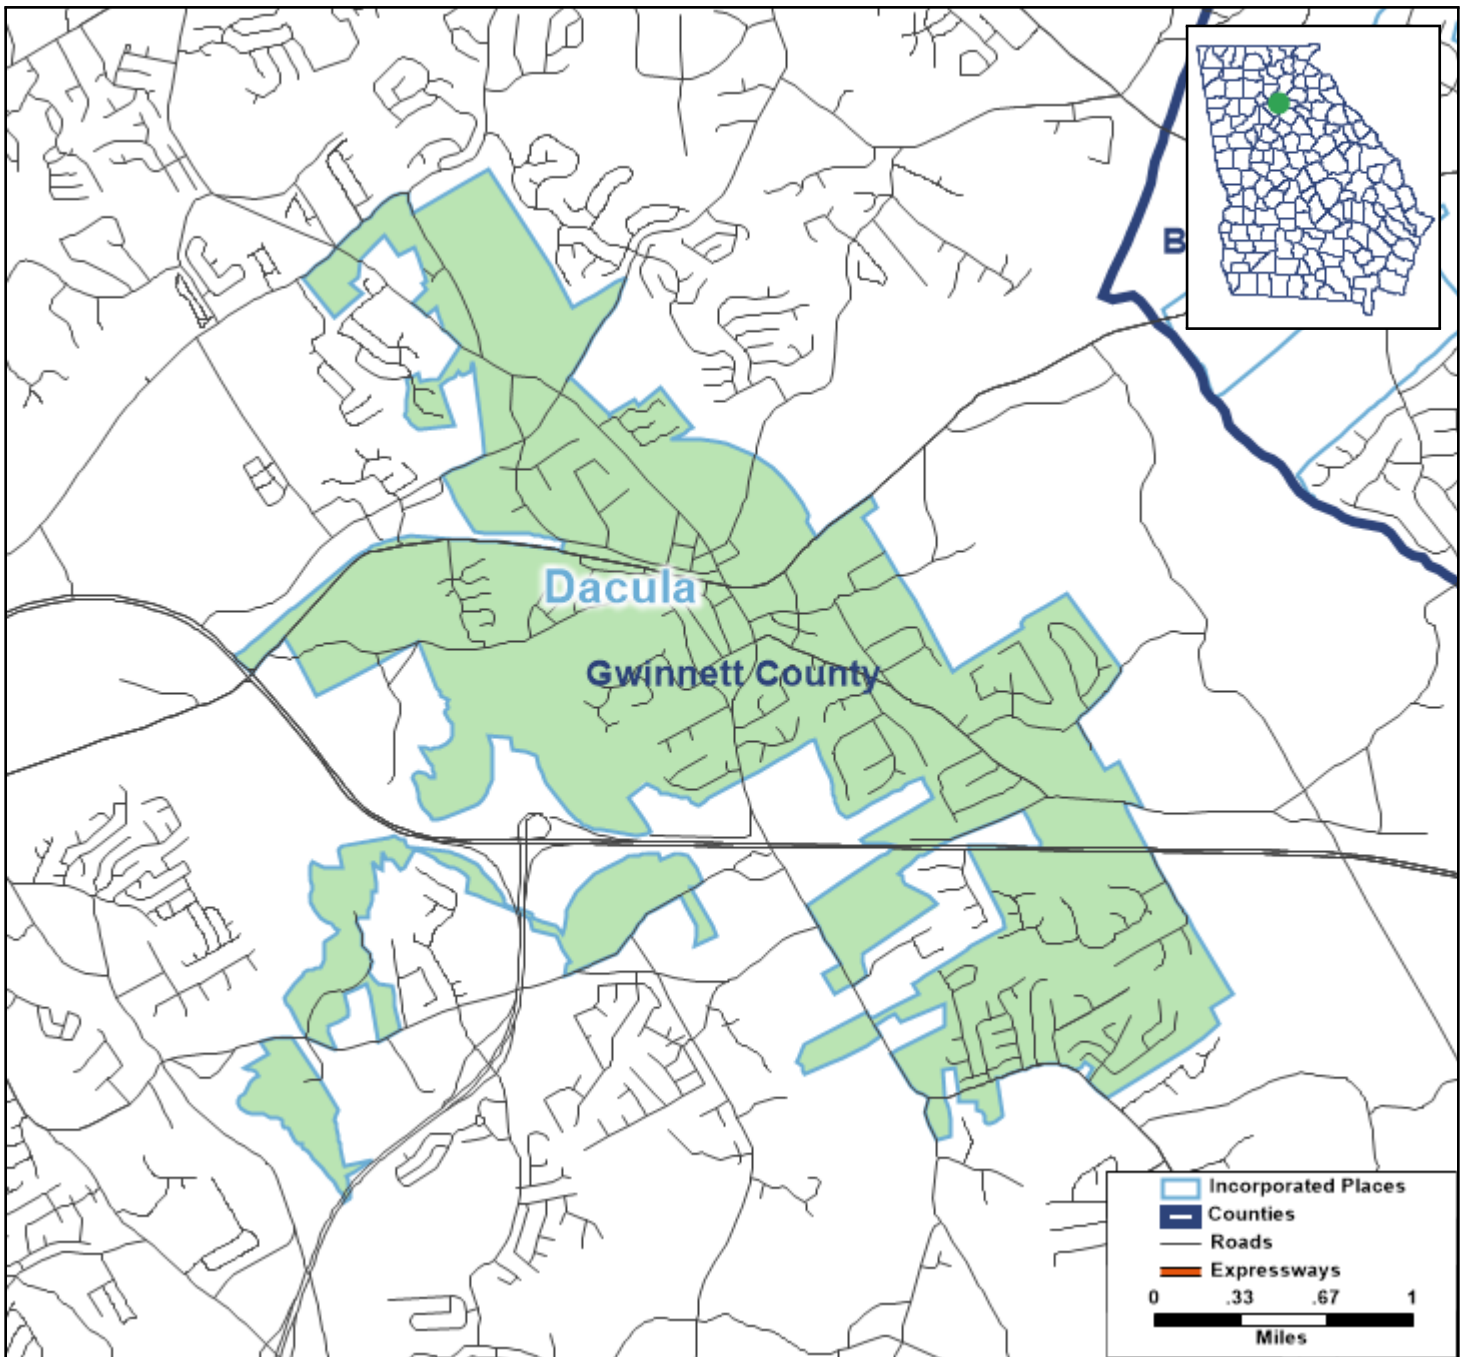 B
Dacula
Gwinnett County
Incorporated Places
Counties
Roads
Expressways
0 .33 .67 1
Miles